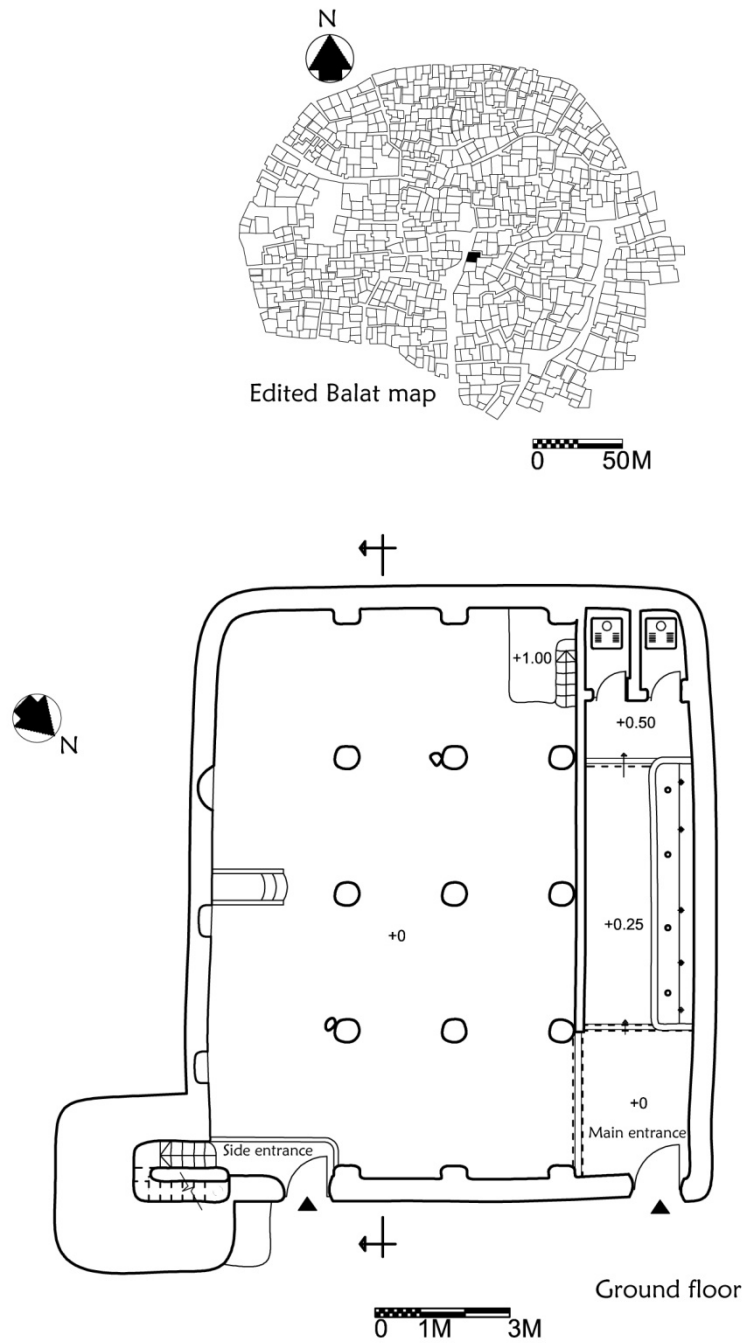 N
Edited Balat map
0 50M
+1.00
+0.50
N
+0.25
+0
+0
Main entrance
Side entrance
Ground floor
0 1M 3M